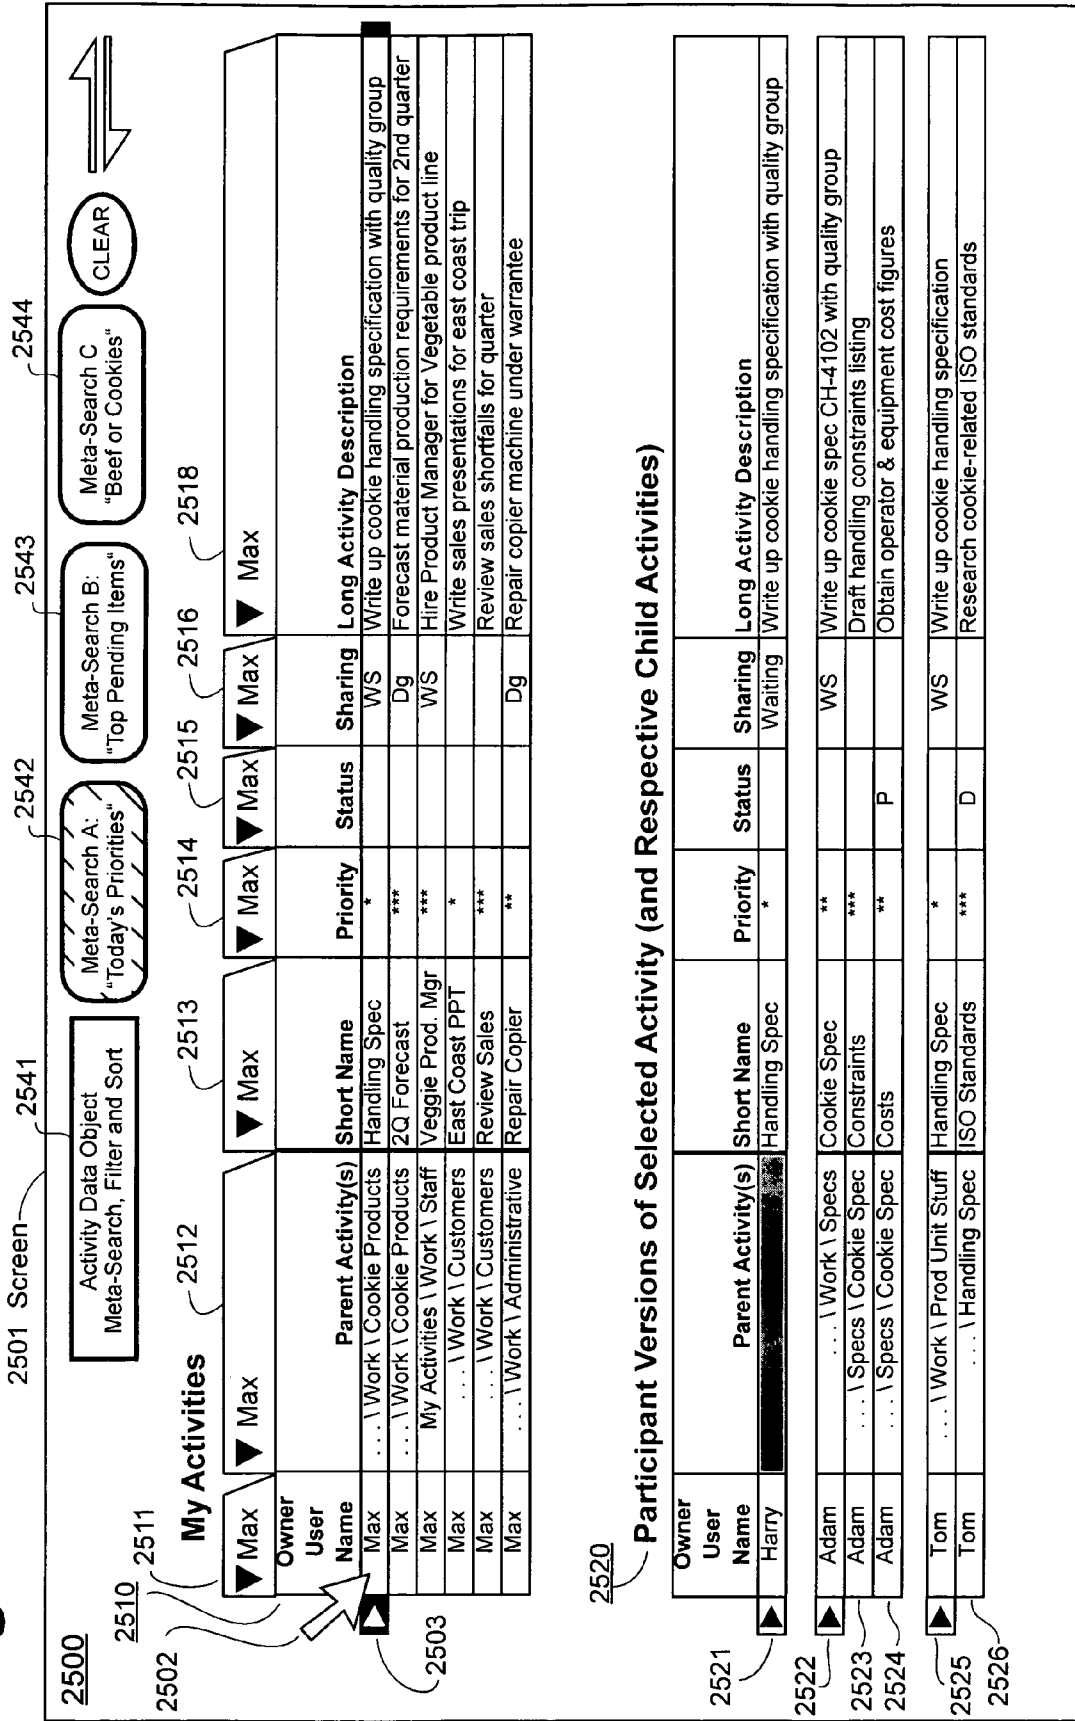 2500
2501 Screen
2541
2542
2543
2544
Activity Data Object
Meta-Search, Filter and Sort
Meta-Search A:
"Today's Priorities"
Meta-Search B:
"Top Pending Items"
Meta-Search C
"Beef or Cookies"
CLEAR
My Activities
2510
2511
2512
2513
2514
2515
2516
2518
2502
2503
Max Max Max Max Max Max Max
Owner User Name Parent Activity(s) Short Name Priority Status Sharing Long Activity Description
Max ... \ Work \ Cookie Products Handling Spec * WS Write up cookie handling specification with quality group
Max ... \ Work \ Cookie Products 2Q Forecast *** Dg Forecast material production requirements for 2nd quarter
Max My Activities \ Work \ Staff Veggie Prod. Mgr *** WS Hire Product Manager for Vegetable product line
Max ... \ Work \ Customers East Coast PPT * Write sales presentations for east coast trip
Max ... \ Work \ Customers Review Sales *** Review sales shortfalls for quarter
Max ... \ Work \ Administrative Repair Copier ** Dg Repair copier machine under warrantee
2520
Participant Versions of Selected Activity (and Respective Child Activities)
Owner User Name Parent Activity(s) Short Name Priority Status Sharing Long Activity Description
2521 Harry Handling Spec * Waiting Write up cookie handling specification with quality group
2522 Adam ... \ Work \ Specs Cookie Spec ** WS Write up cookie spec CH-4102 with quality group
2523 Adam ... \ Specs \ Cookie Spec Constraints *** Draft handling constraints listing
2524 Adam ... \ Specs \ Cookie Spec Costs ** P Obtain operator & equipment cost figures
2525 Tom ... \ Work \ Prod Unit Stuff Handling Spec * WS Write up cookie handling specification
2526 Tom ... \ Handling Spec ISO Standards *** D Research cookie-related ISO standards